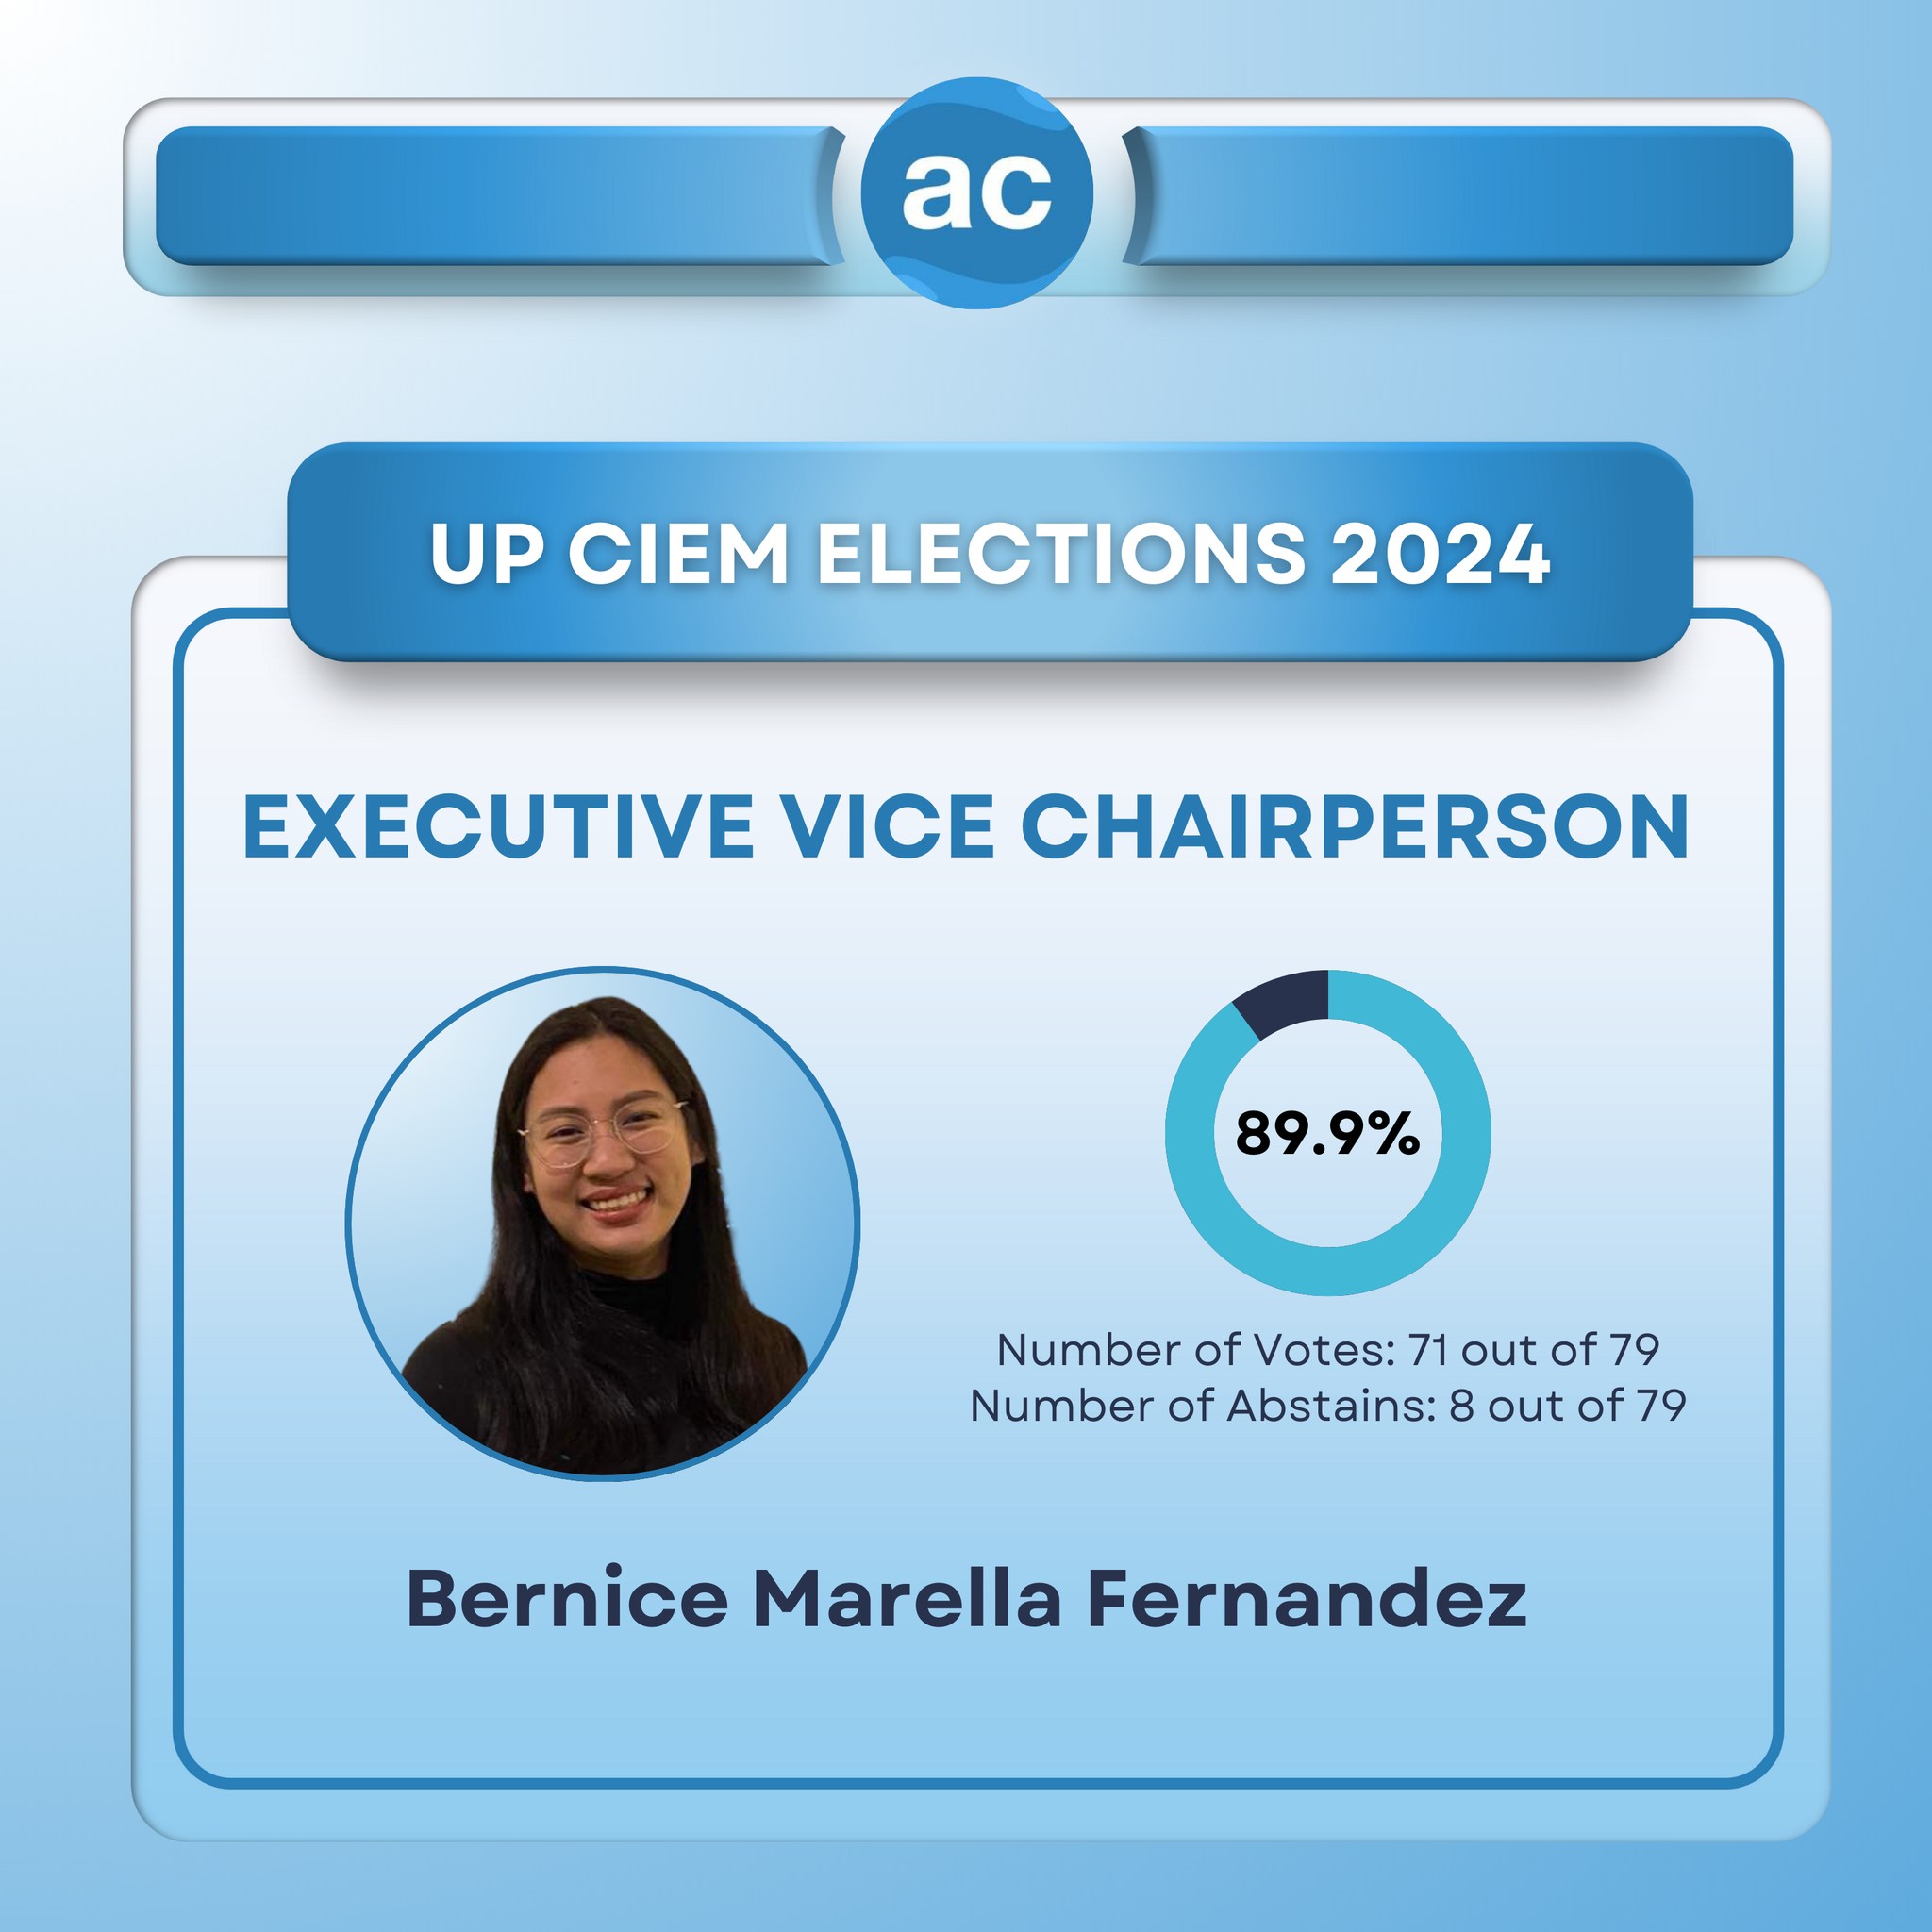 ac
UP CIEM ELECTIONS 2024
EXECUTIVE VICE CHAIRPERSON
89.9%
Number of Votes: 71 out of 79
Number of Abstains: 8 out of 79
Bernice Marella Fernandez